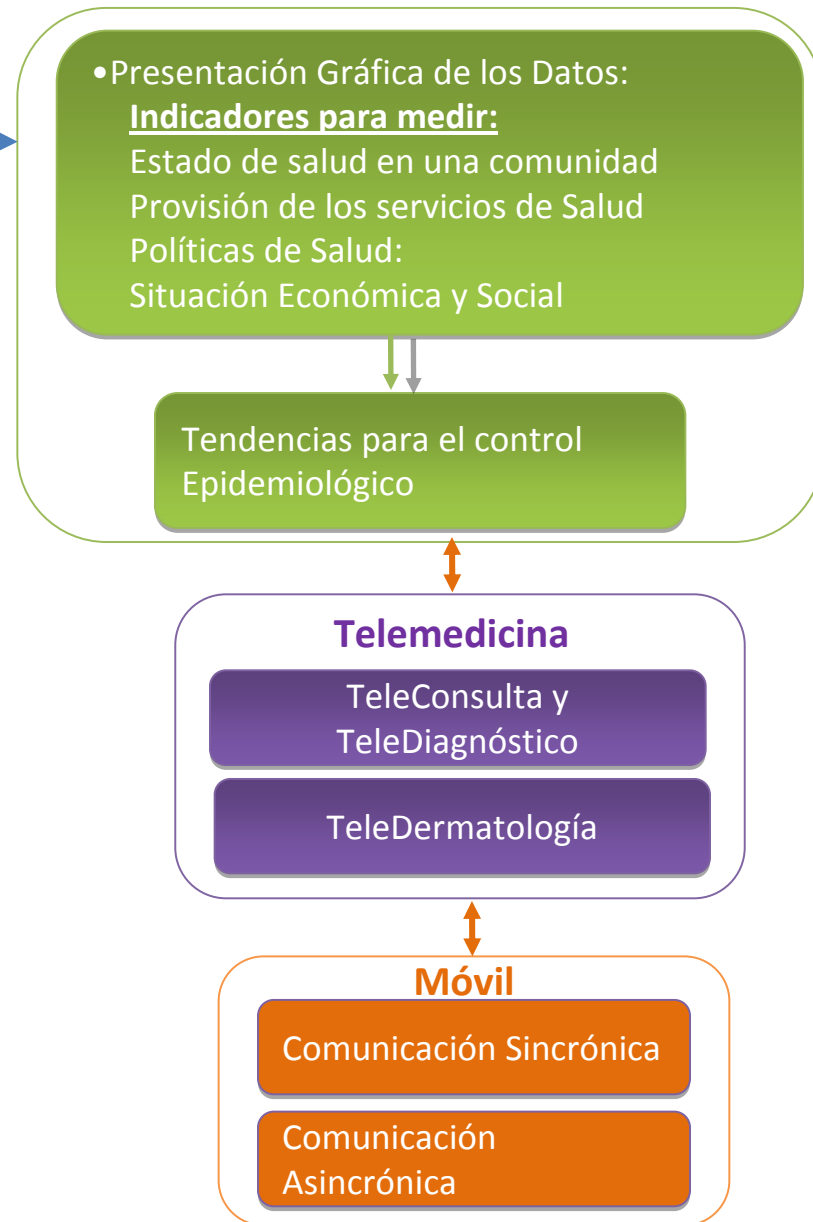 •Presentación Gráfica de los Datos:
Indicadores para medir:
Estado de salud en una comunidad
Provisión de los servicios de Salud
Políticas de Salud:
Situación Económica y Social
Tendencias para el control
Epidemiológico
Telemedicina
TeleConsulta y
TeleDiagnóstico
TeleDermatología
Móvil
Comunicación Sincrónica
Comunicación
Asincrónica